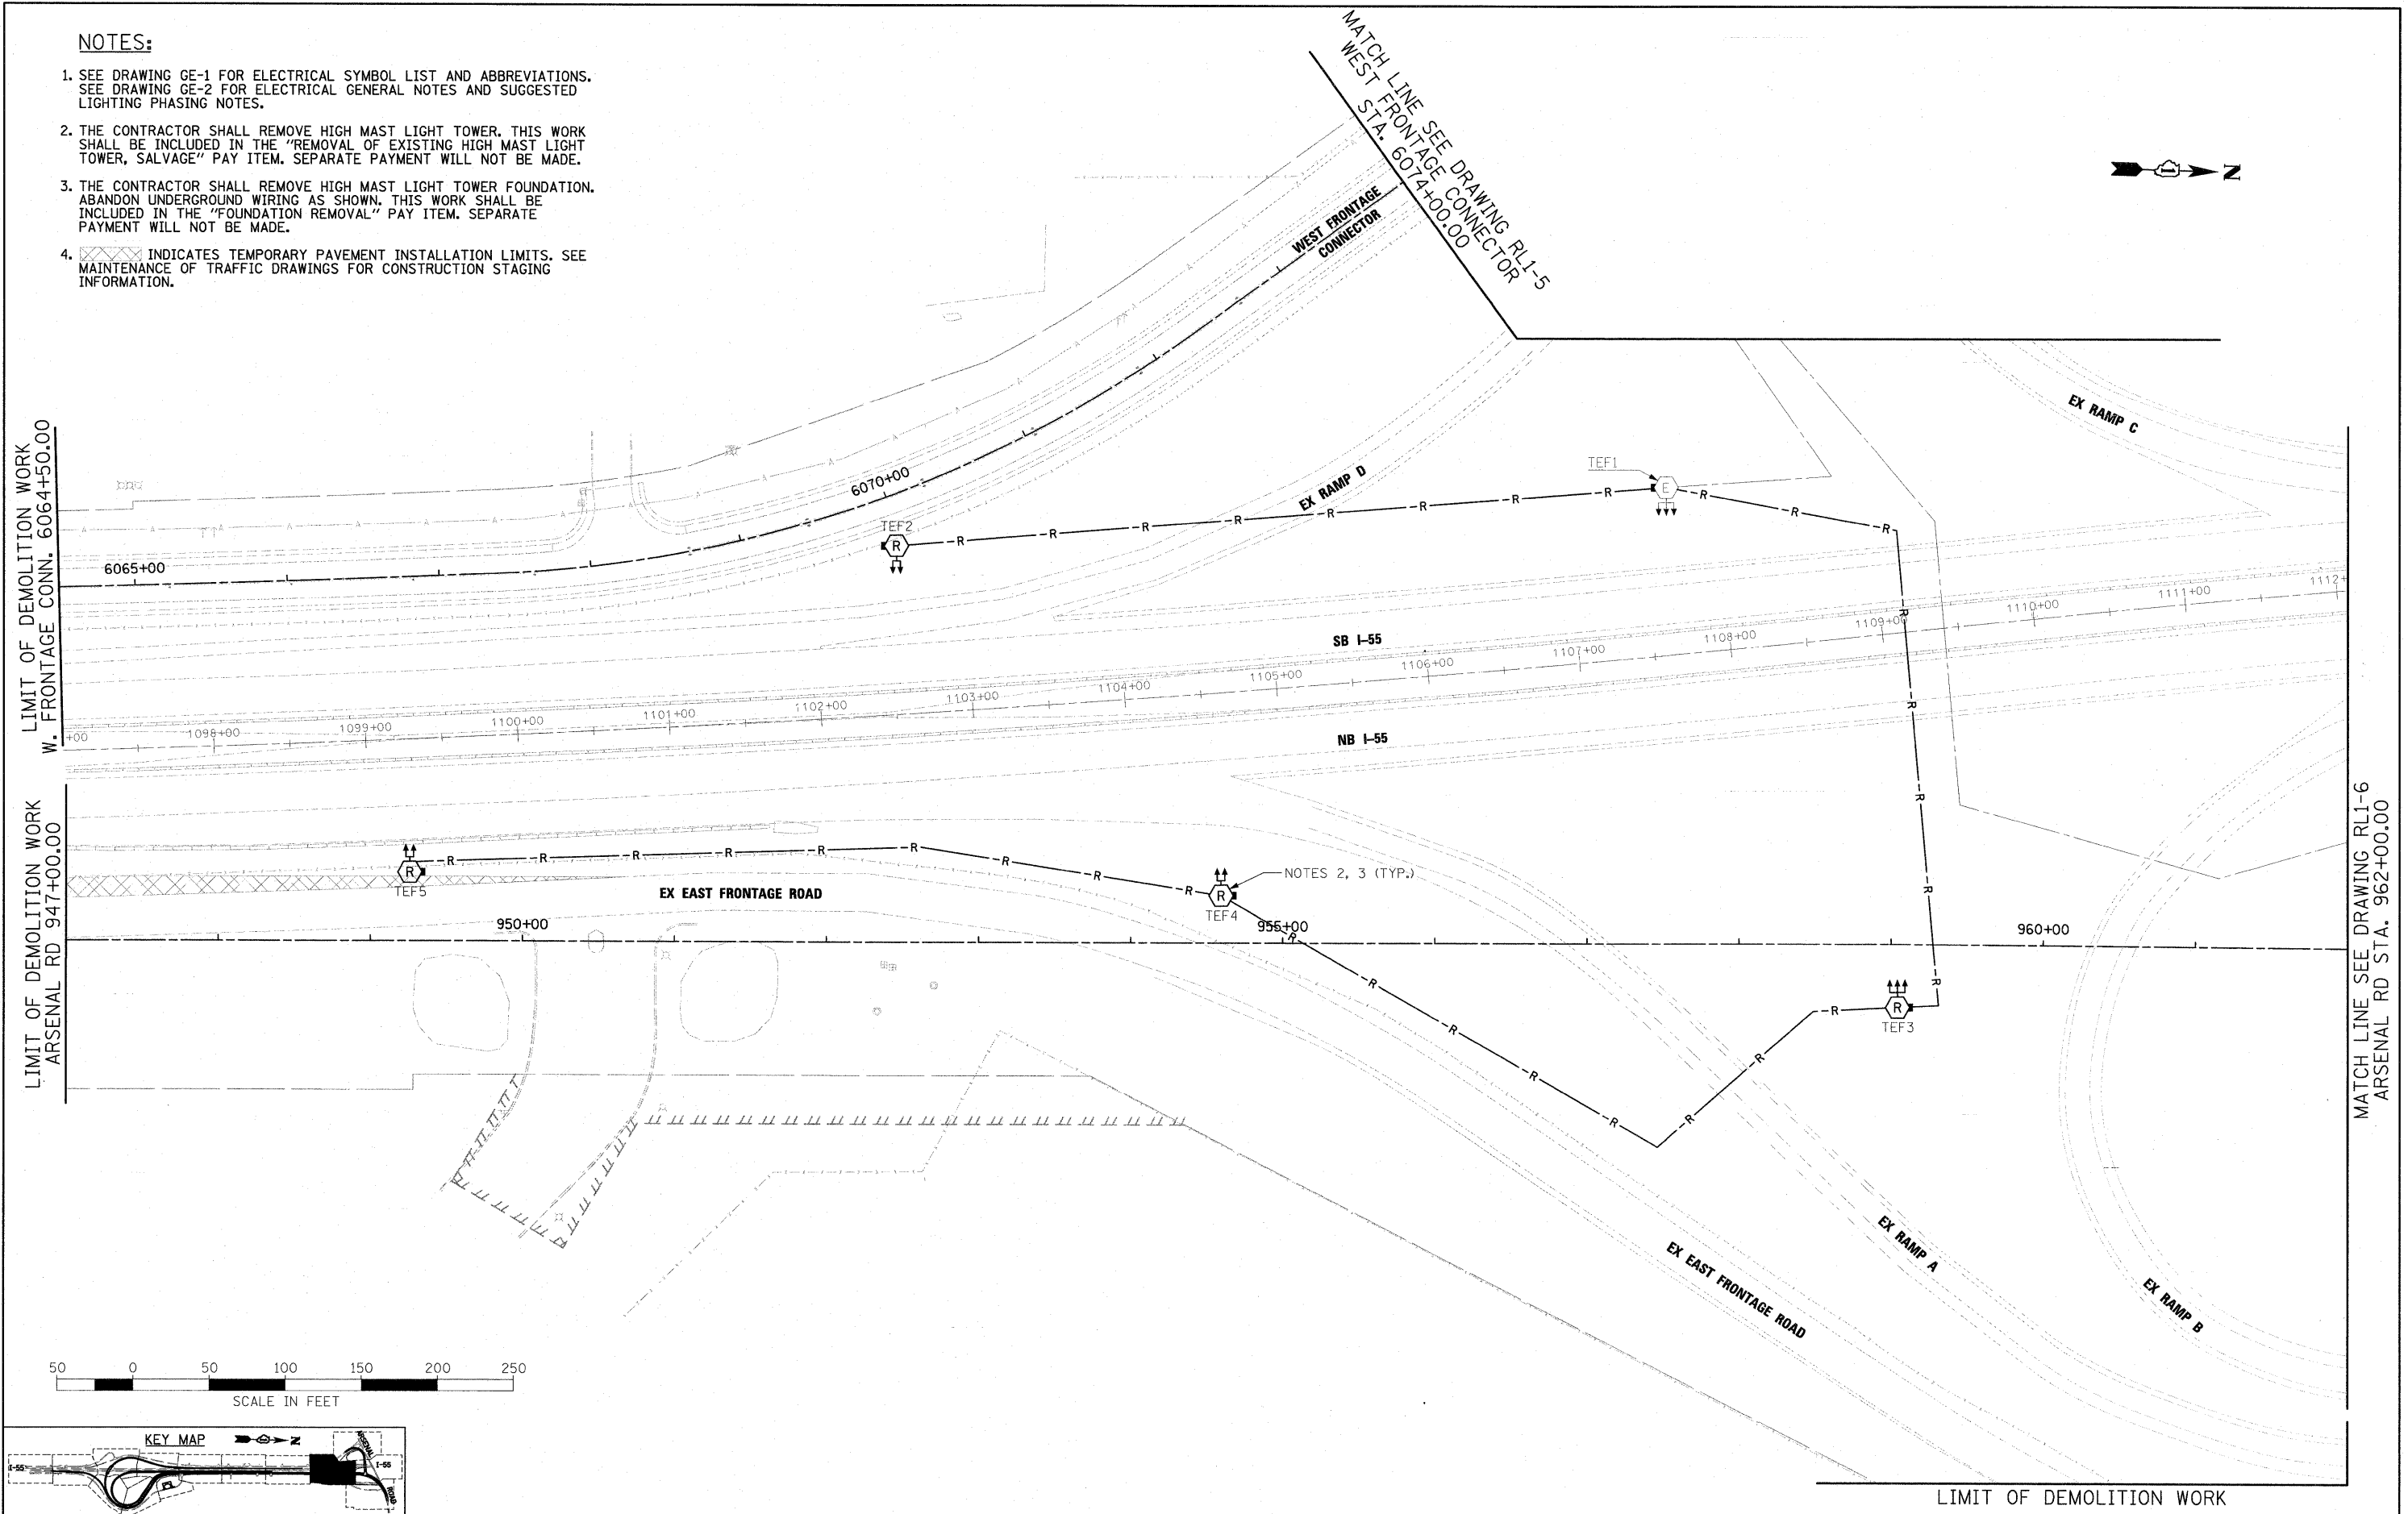 NOTES:
1. SEE DRAWING GE-1 FOR ELECTRICAL SYMBOL LIST AND ABBREVIATIONS.
SEE DRAWING GE-2 FOR ELECTRICAL GENERAL NOTES AND SUGGESTED
LIGHTING PHASING NOTES.
2. THE CONTRACTOR SHALL REMOVE HIGH MAST LIGHT TOWER. THIS WORK
SHALL BE INCLUDED IN THE "REMOVAL OF EXISTING HIGH MAST LIGHT
TOWER, SALVAGE" PAY ITEM. SEPARATE PAYMENT WILL NOT BE MADE.
3. THE CONTRACTOR SHALL REMOVE HIGH MAST LIGHT TOWER FOUNDATION.
ABANDON UNDERGROUND WIRING AS SHOWN. THIS WORK SHALL BE
INCLUDED IN THE "FOUNDATION REMOVAL" PAY ITEM. SEPARATE
PAYMENT WILL NOT BE MADE.
4. INDICATES TEMPORARY PAVEMENT INSTALLATION LIMITS. SEE
MAINTENANCE OF TRAFFIC DRAWINGS FOR CONSTRUCTION STAGING
INFORMATION.
MATCH LINE SEE DRAWING RL1-5
WEST FRONTAGE CONNECTOR
STA. 6074+00.00
N
WEST FRONTAGE
CONNECTOR
LIMIT OF DEMOLITION WORK
W. FRONTAGE CONN. 6064+50.00
6065+00
6070+00
EX RAMP C
EX RAMP D
TEF1
E
TEF2
R
SB I-55
NB I-55
+00
1098+00
1099+00
1100+00
1101+00
1102+00
1103+00
1104+00
1105+00
1106+00
1107+00
1108+00
1109+00
1110+00
1111+00
1112+
LIMIT OF DEMOLITION WORK
ARSENAL RD 947+00.00
R
TEF5
EX EAST FRONTAGE ROAD
R
TEF4
NOTES 2, 3 (TYP.)
950+00
955+00
960+00
R
TEF3
MATCH LINE SEE DRAWING RL1-6
ARSENAL RD STA. 962+00.00
EX RAMP A
EX EAST FRONTAGE ROAD
EX RAMP B
50 0 50 100 150 200 250
SCALE IN FEET
KEY MAP
N
I-55
I-55
ARSENAL
ROAD
LIMIT OF DEMOLITION WORK